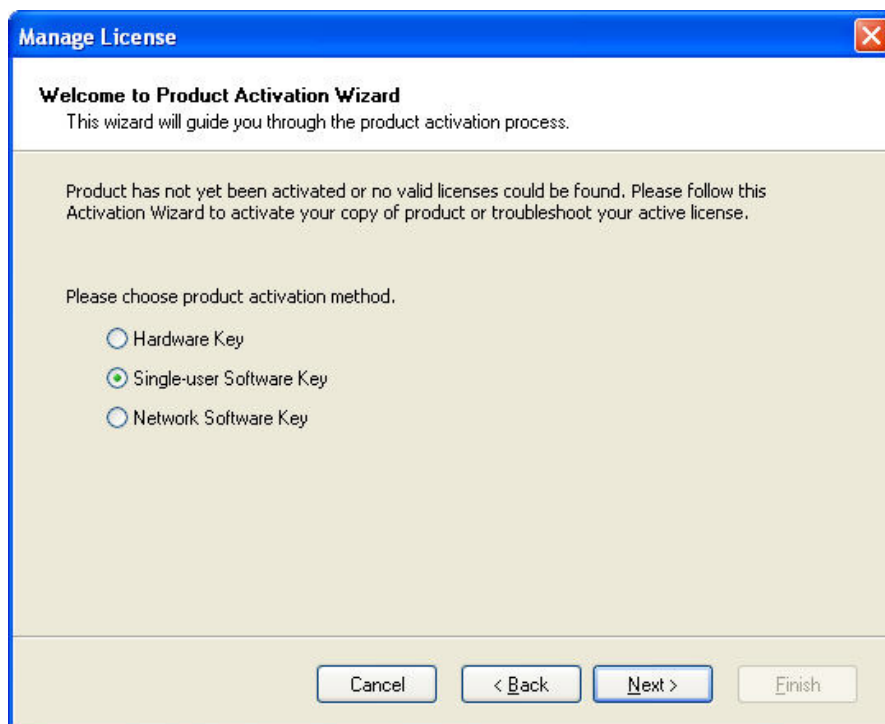 Manage License
Welcome to Product Activation Wizard
This wizard will guide you through the product activation process.
Product has not yet been activated or no valid licenses could be found. Please follow this
Activation Wizard to activate your copy of product or troubleshoot your active license.
Please choose product activation method.
Hardware Key
Single-user Software Key
Network Software Key
Cancel
< Back
Next >
Finish